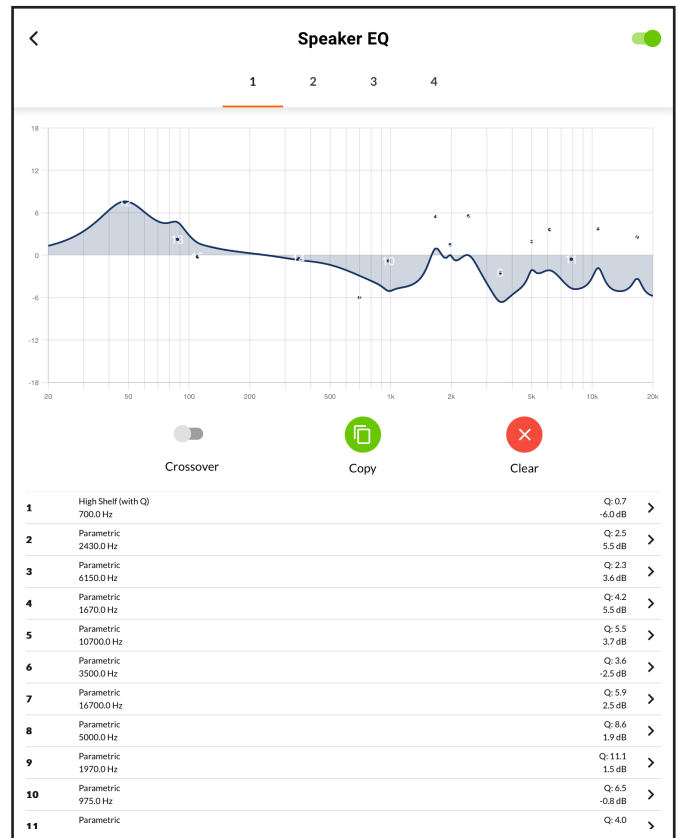 Speaker EQ
1 2 3 4
18
12
6
0
-6
-12
-18
20 50 100 200 500 1k 2k 5k 10k 20k
Crossover Copy Clear
1 High Shelf (with Q) Q: 0.7
700.0 Hz -6.0 dB
2 Parametric Q: 2.5
2430.0 Hz 5.5 dB
3 Parametric Q: 2.3
6150.0 Hz 3.6 dB
4 Parametric Q: 4.2
1670.0 Hz 5.5 dB
5 Parametric Q: 5.5
10700.0 Hz 3.7 dB
6 Parametric Q: 3.6
3500.0 Hz -2.5 dB
7 Parametric Q: 5.9
16700.0 Hz 2.5 dB
8 Parametric Q: 8.6
5000.0 Hz 1.9 dB
9 Parametric Q: 11.1
1970.0 Hz 1.5 dB
10 Parametric Q: 6.5
975.0 Hz -0.8 dB
11 Parametric Q: 4.0